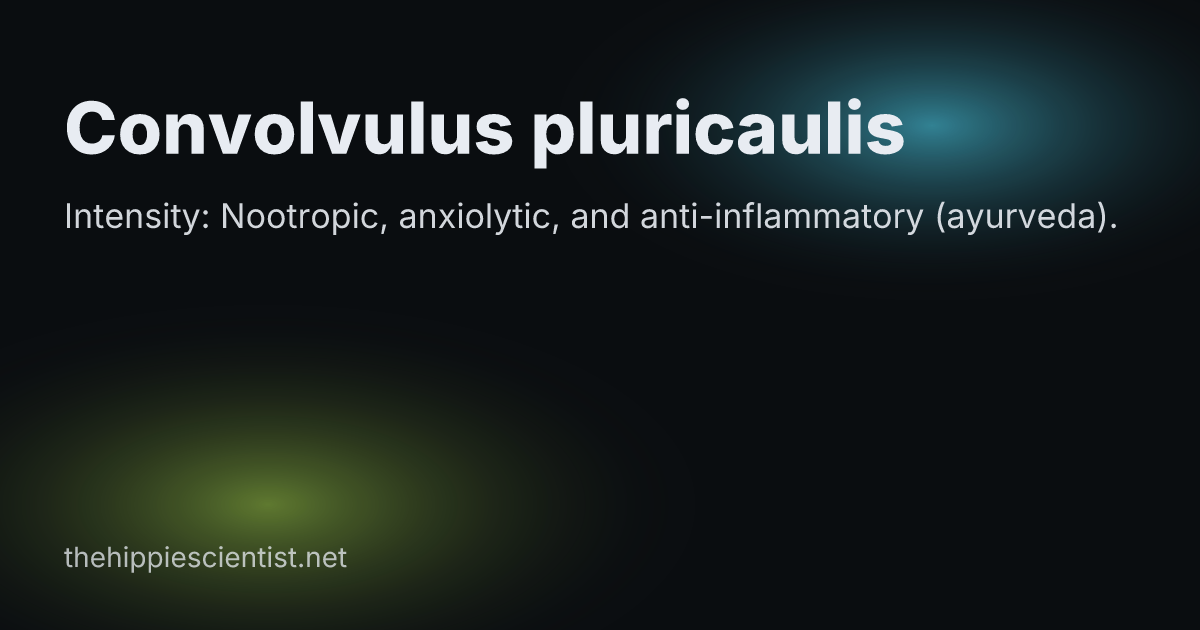 Convolvulus pluricaulis
Intensity: Nootropic, anxiolytic, and anti-inflammatory (ayurveda).
thehippiescientist.net